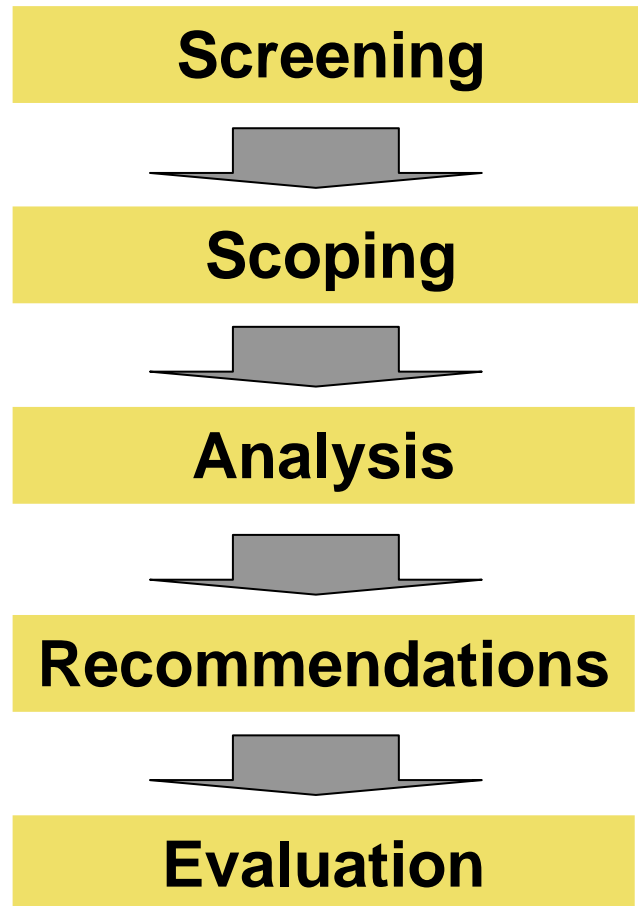 Screening
Scoping
Analysis
Recommendations
Evaluation